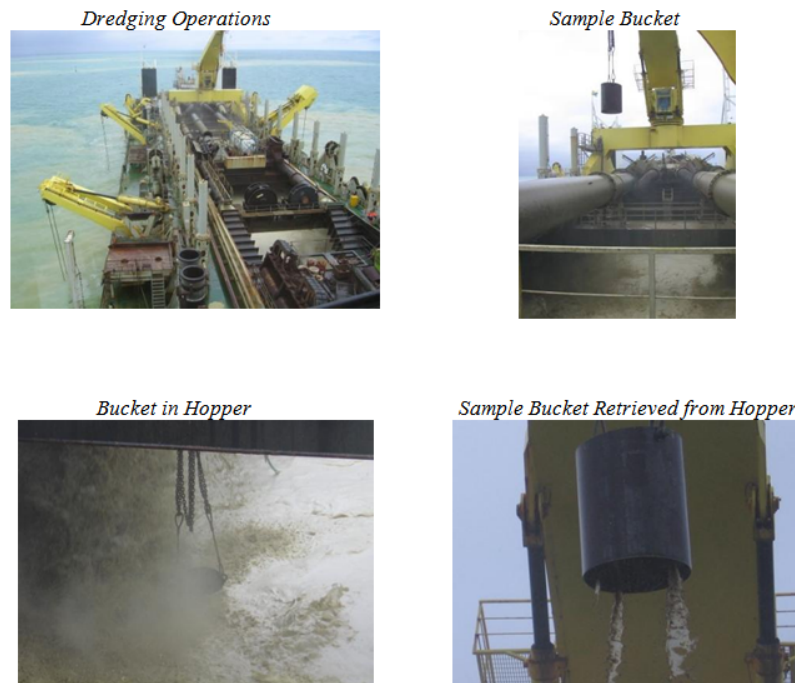 Dredging Operations
Sample Bucket
Bucket in Hopper
Sample Bucket Retrieved from Hopper